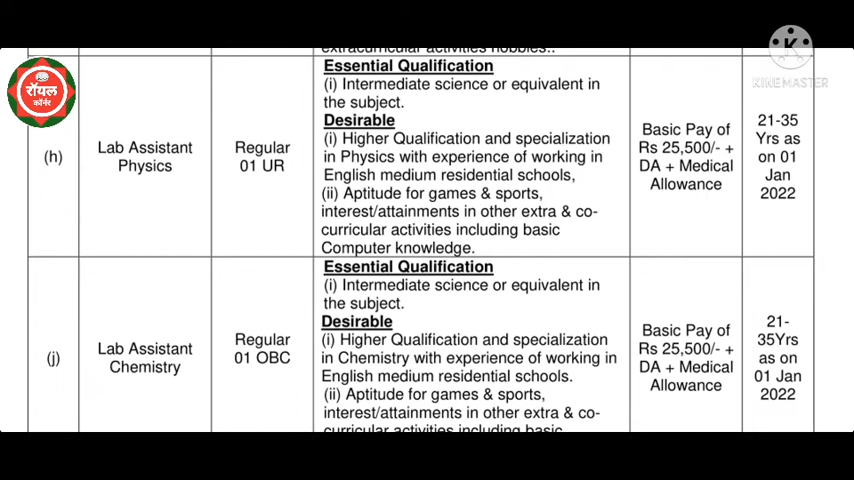 extracurricular activities hobbies..
Essential Qualification
(i) Intermediate science or equivalent in
the subject.
Desirable
(i) Higher Qualification and specialization
in Physics with experience of working in
English medium residential schools,
(ii) Aptitude for games & sports,
interest/attainments in other extra & co-
curricular activities including basic
Computer knowledge.
(h)
Lab Assistant
Physics
Regular
01 UR
Basic Pay of
Rs 25,500/- +
DA + Medical
Allowance
21-35
Yrs as
on 01
Jan
2022
Essential Qualification
(i) Intermediate science or equivalent in
the subject.
Desirable
(i) Higher Qualification and specialization
in Chemistry with experience of working in
English medium residential schools.
(ii) Aptitude for games & sports,
interest/attainments in other extra & co-
curricular activities including basic
(j)
Lab Assistant
Chemistry
Regular
01 OBC
Basic Pay of
Rs 25,500/- +
DA + Medical
Allowance
21-
35Yrs
as on
01 Jan
2022
रॉयल
कॉर्नर
K
KINEMASTER